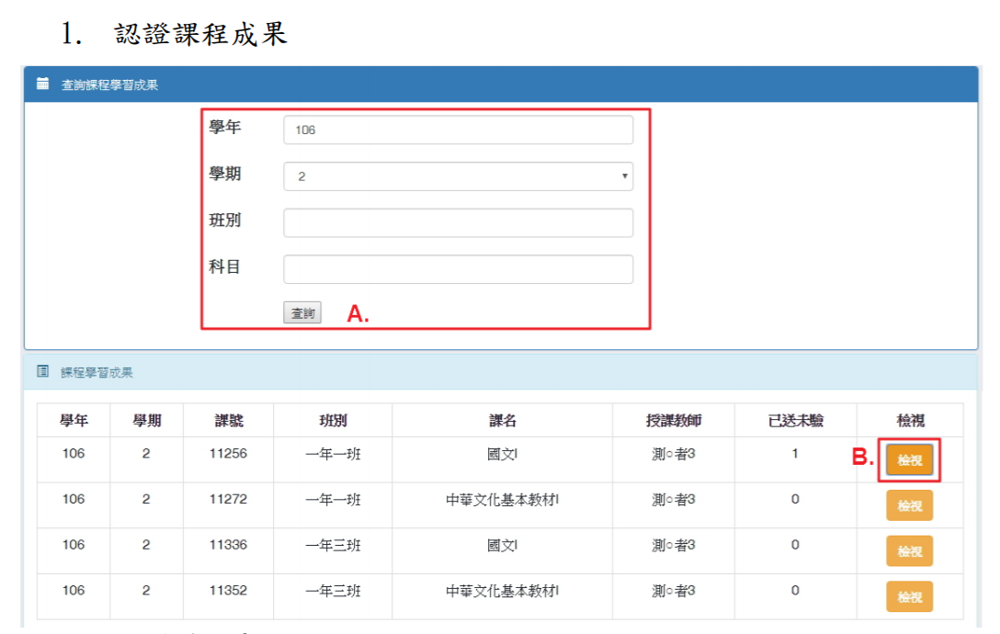 1. 認證課程成果
查詢課程學習成果
學年 106
學期 2
班別
科目
查詢 A.
課程學習成果
學年 學期 課號 班別 課名 授課教師 已送未驗 檢視
106 2 11256 一年一班 國文I 測○者3 1 B. 檢視
106 2 11272 一年一班 中華文化基本教材I 測○者3 0 檢視
106 2 11336 一年三班 國文I 測○者3 0 檢視
106 2 11352 一年三班 中華文化基本教材I 測○者3 0 檢視